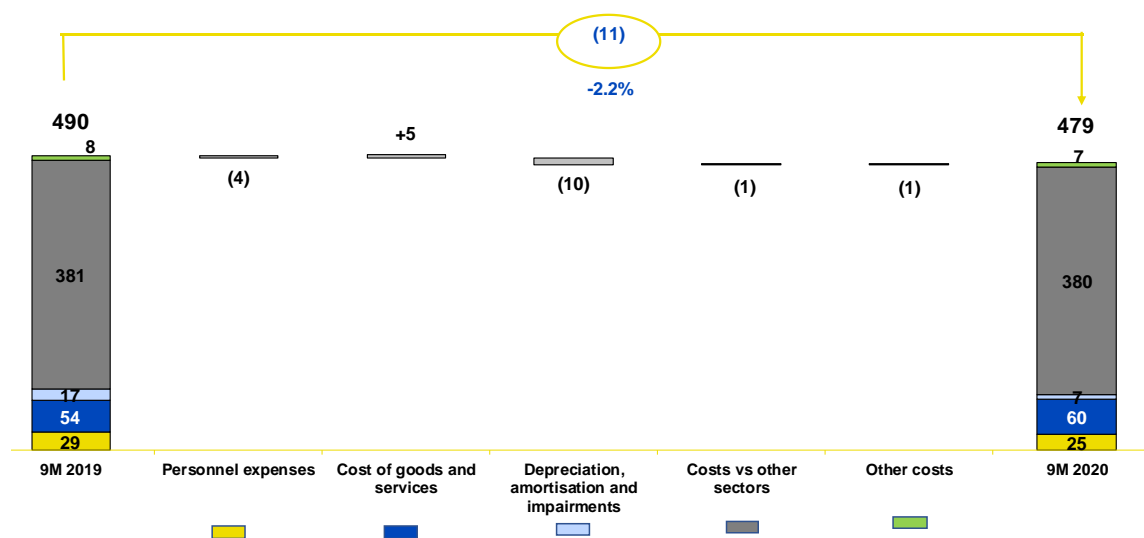 (11)
-2.2%
490
+5
479
8
7
(4)
(10)
(1)
(1)
381
380
17
7
54
60
29
25
9M 2019
Personnel expenses
Cost of goods and
services
Depreciation,
amortisation and
impairments
Costs vs other
sectors
Other costs
9M 2020